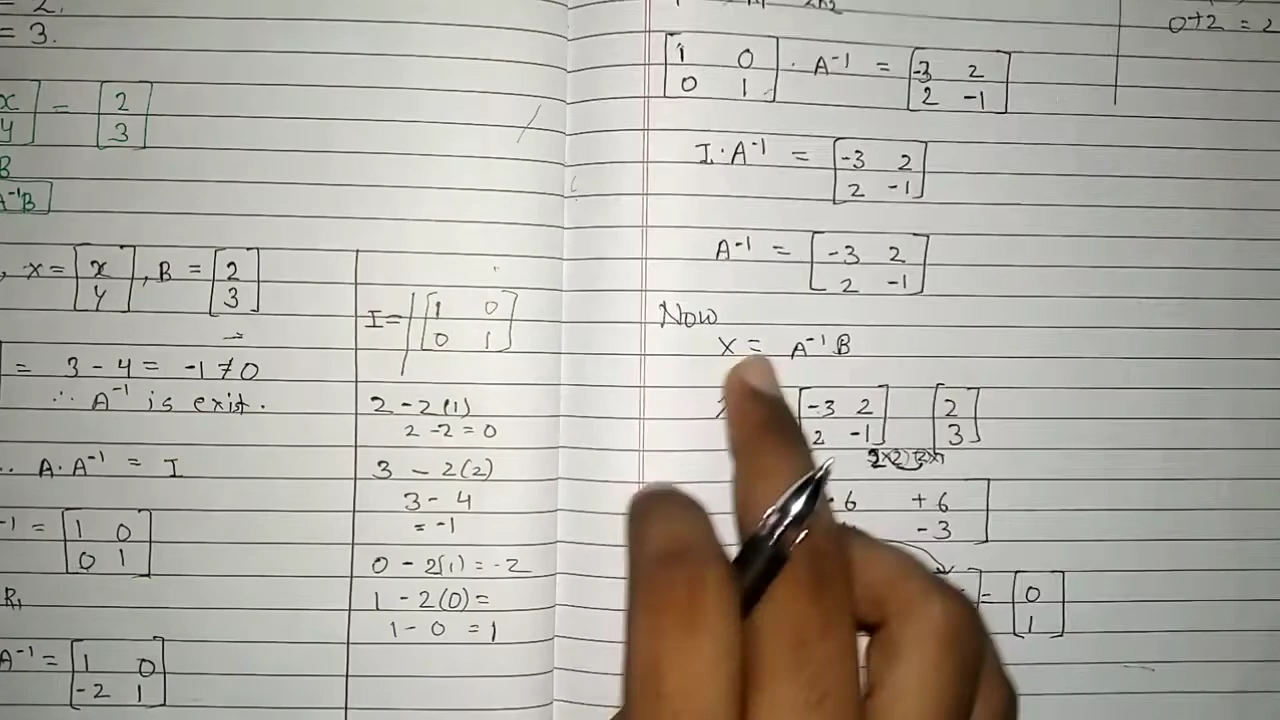 = 2.
= 3.
[x
y] = [2
3]
B
A⁻¹B
, X = [x
y] , B = [2
3]
= 3 - 4 = -1 ≠ 0
∴ A⁻¹ is exist.
∴ A.A⁻¹ = I
-1 = [1 0
0 1]
R₁
A⁻¹ = [1 0
-2 1]
I = [1 0
0 1]
2 - 2(1)
2 - 2 = 0
3 - 2(2)
3 - 4
= -1
0 - 2(1) = -2
1 - 2(0) =
1 - 0 = 1
0+2 = 2
[1 0
0 1] . A⁻¹ = [-3 2
2 -1]
I . A⁻¹ = [-3 2
2 -1]
A⁻¹ = [-3 2
2 -1]
Now
X = A⁻¹ B
[-3 2
2 -1] [2
3]
-6 + 6
- 3
= [0
1]